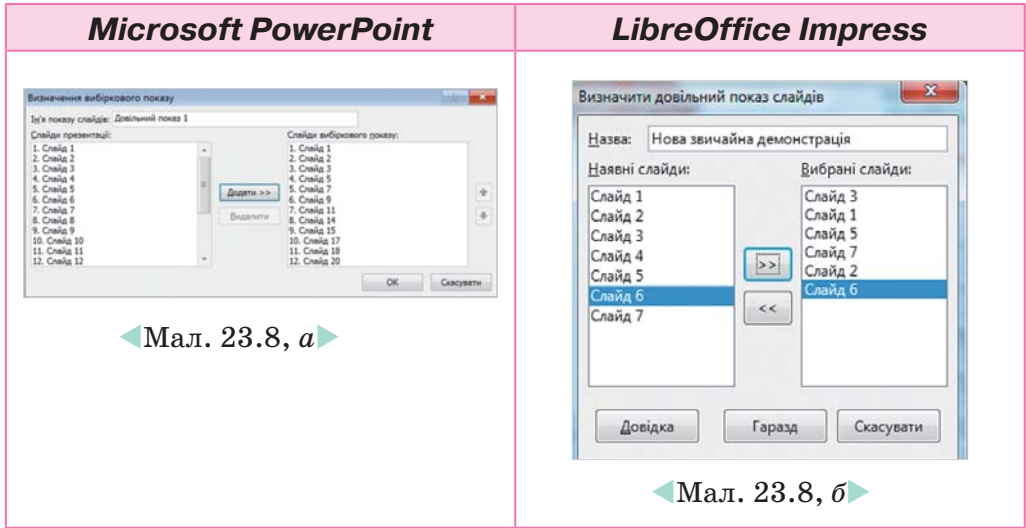 Microsoft PowerPoint
LibreOffice Impress
Визначення вибіркового показу
Ім'я показу слайдів: Довільний показ 1
Слайди презентації:
1. Слайд 1
2. Слайд 2
3. Слайд 3
4. Слайд 4
5. Слайд 5
6. Слайд 6
7. Слайд 7
8. Слайд 8
9. Слайд 9
10. Слайд 10
11. Слайд 11
12. Слайд 12
Додати >>
Видалити
Слайди вибіркового показу:
1. Слайд 1
2. Слайд 2
3. Слайд 3
4. Слайд 5
5. Слайд 7
6. Слайд 9
7. Слайд 11
8. Слайд 14
9. Слайд 15
10. Слайд 17
11. Слайд 18
12. Слайд 20
ОК
Скасувати
Мал. 23.8, а
Визначити довільний показ слайдів
Назва: Нова звичайна демонстрація
Наявні слайди:
Слайд 1
Слайд 2
Слайд 3
Слайд 4
Слайд 5
Слайд 6
Слайд 7
>>
<<
Вибрані слайди:
Слайд 3
Слайд 1
Слайд 5
Слайд 7
Слайд 2
Слайд 6
Довідка
Гаразд
Скасувати
Мал. 23.8, б